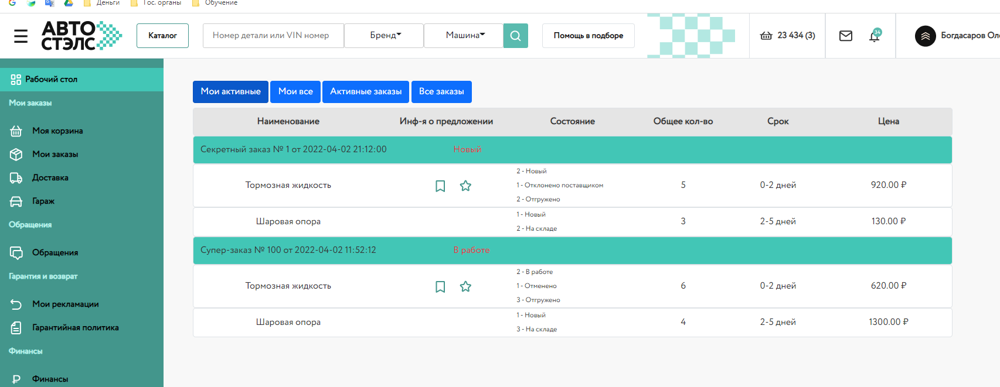 Деньги Гос. органы Обучение
АВТО
СТЭЛС
Каталог Номер детали или VIN номер Бренд Машина Помощь в подборе 23 434 (3) 34 Богдасаров Оле
Рабочий стол
Мои заказы
Моя корзина
Мои заказы
Доставка
Гараж
Обращения
Обращения
Гарантия и возврат
Мои рекламации
Гарантийная политика
Финансы
Финансы
Мои активные Мои все Активные заказы Все заказы
Наименование Инф-я о предложении Состояние Общее кол-во Срок Цена
Секретный заказ № 1 от 2022-04-02 21:12:00 Новый
2 - Новый
Тормозная жидкость 1 - Отклонено поставщиком 5 0-2 дней 920.00 ₽
2 - Отгружено
1 - Новый
Шаровая опора 3 2-5 дней 130.00 ₽
2 - На складе
Супер-заказ № 100 от 2022-04-02 11:52:12 В работе
2 - В работе
Тормозная жидкость 1 - Отменено 6 0-2 дней 620.00 ₽
3 - Отгружено
1 - Новый
Шаровая опора 4 2-5 дней 1300.00 ₽
3 - На складе